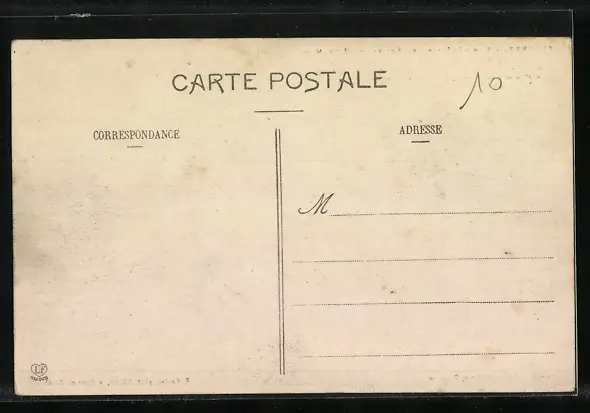 CARTE POSTALE
10
CORRESPONDANCE
ADRESSE
M